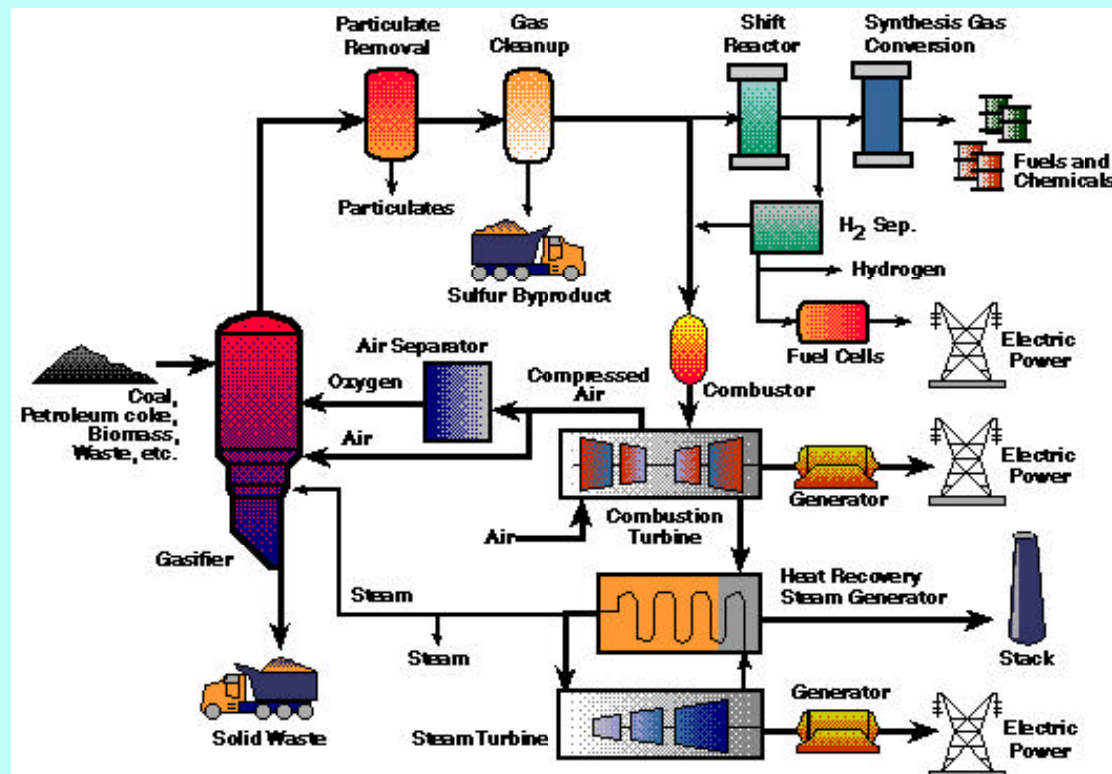 Particulate
Removal
Gas
Cleanup
Shift
Reactor
Synthesis Gas
Conversion
Fuels and
Chemicals
Particulates
Sulfur Byproduct
H2 Sep.
Hydrogen
Fuel Cells
Electric
Power
Coal,
Petroleum coke,
Biomass,
Waste, etc.
Air Separator
Oxygen
Air
Compressed
Air
Combustor
Generator
Electric
Power
Air
Combustion
Turbine
Gasifier
Steam
Steam
Heat Recovery
Steam Generator
Stack
Solid Waste
Steam Turbine
Generator
Electric
Power